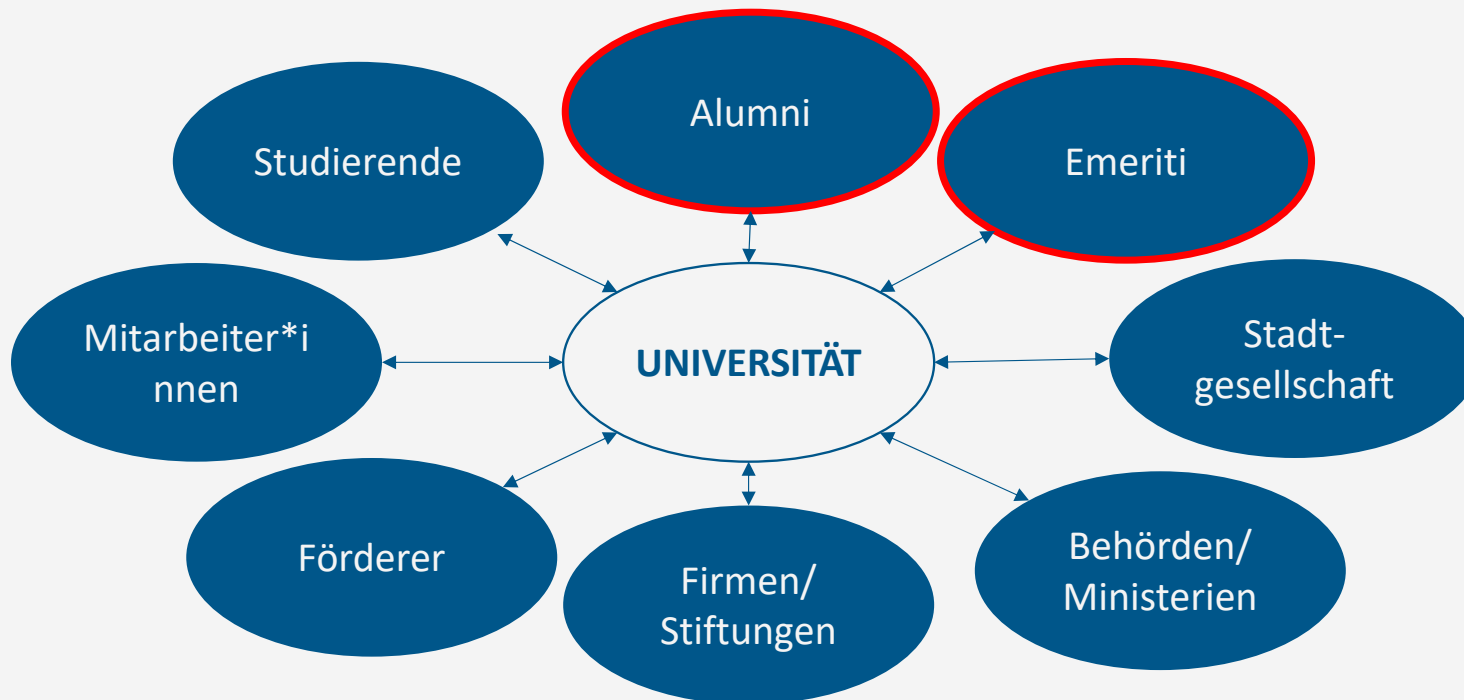 Alumni
Studierende
Emeriti
Mitarbeiter*i
nnen
UNIVERSITÄT
Stadt-
gesellschaft
Förderer
Firmen/
Stiftungen
Behörden/
Ministerien